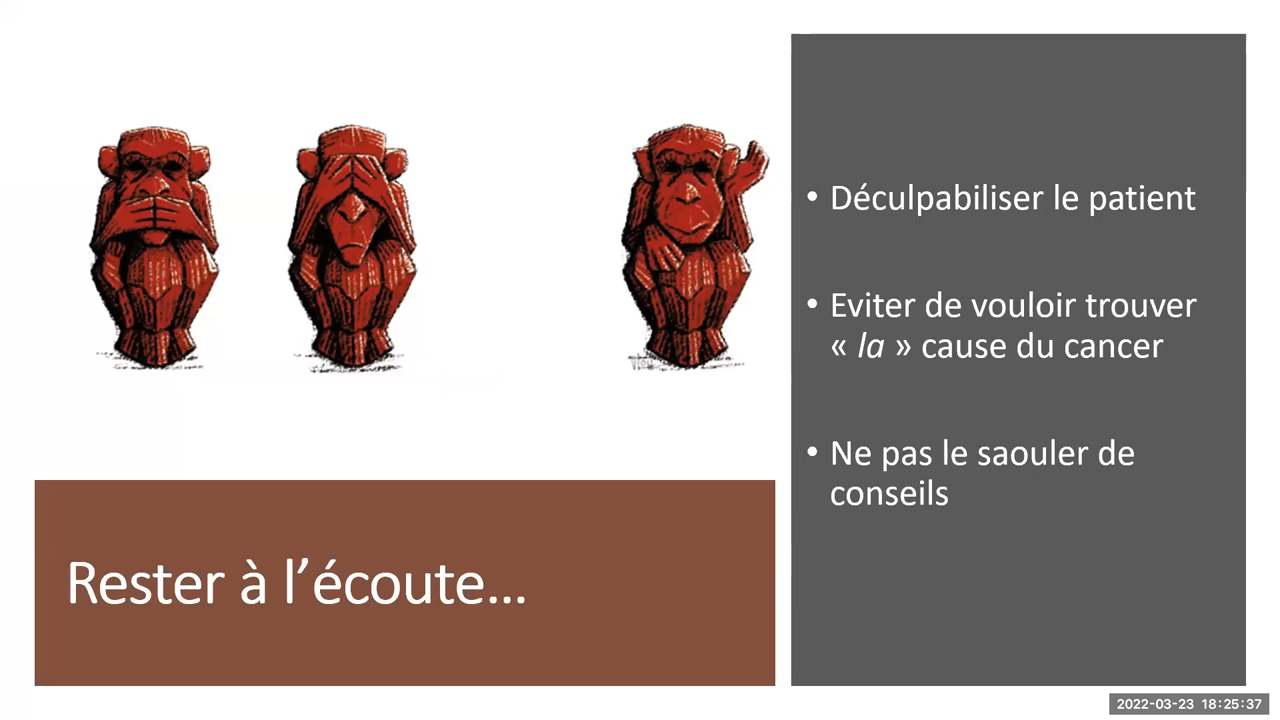 • Déculpabiliser le patient
• Eviter de vouloir trouver
« la » cause du cancer
• Ne pas le saouler de
conseils
Rester à l’écoute…
2022-03-23 18:25:37